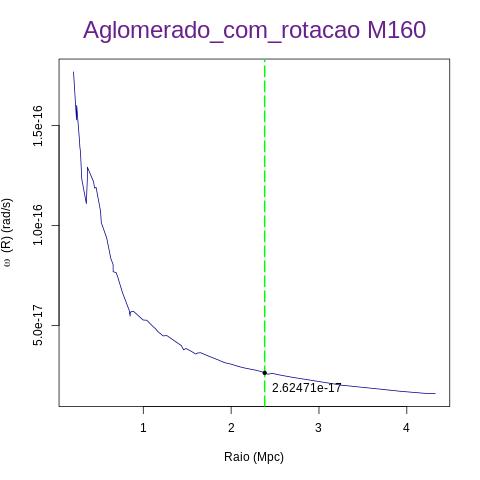 Aglomerado_com_rotacao M160
1.5e-16
1.0e-16
5.0e-17
ω (R) (rad/s)
2.62471e-17
1 2 3 4
Raio (Mpc)